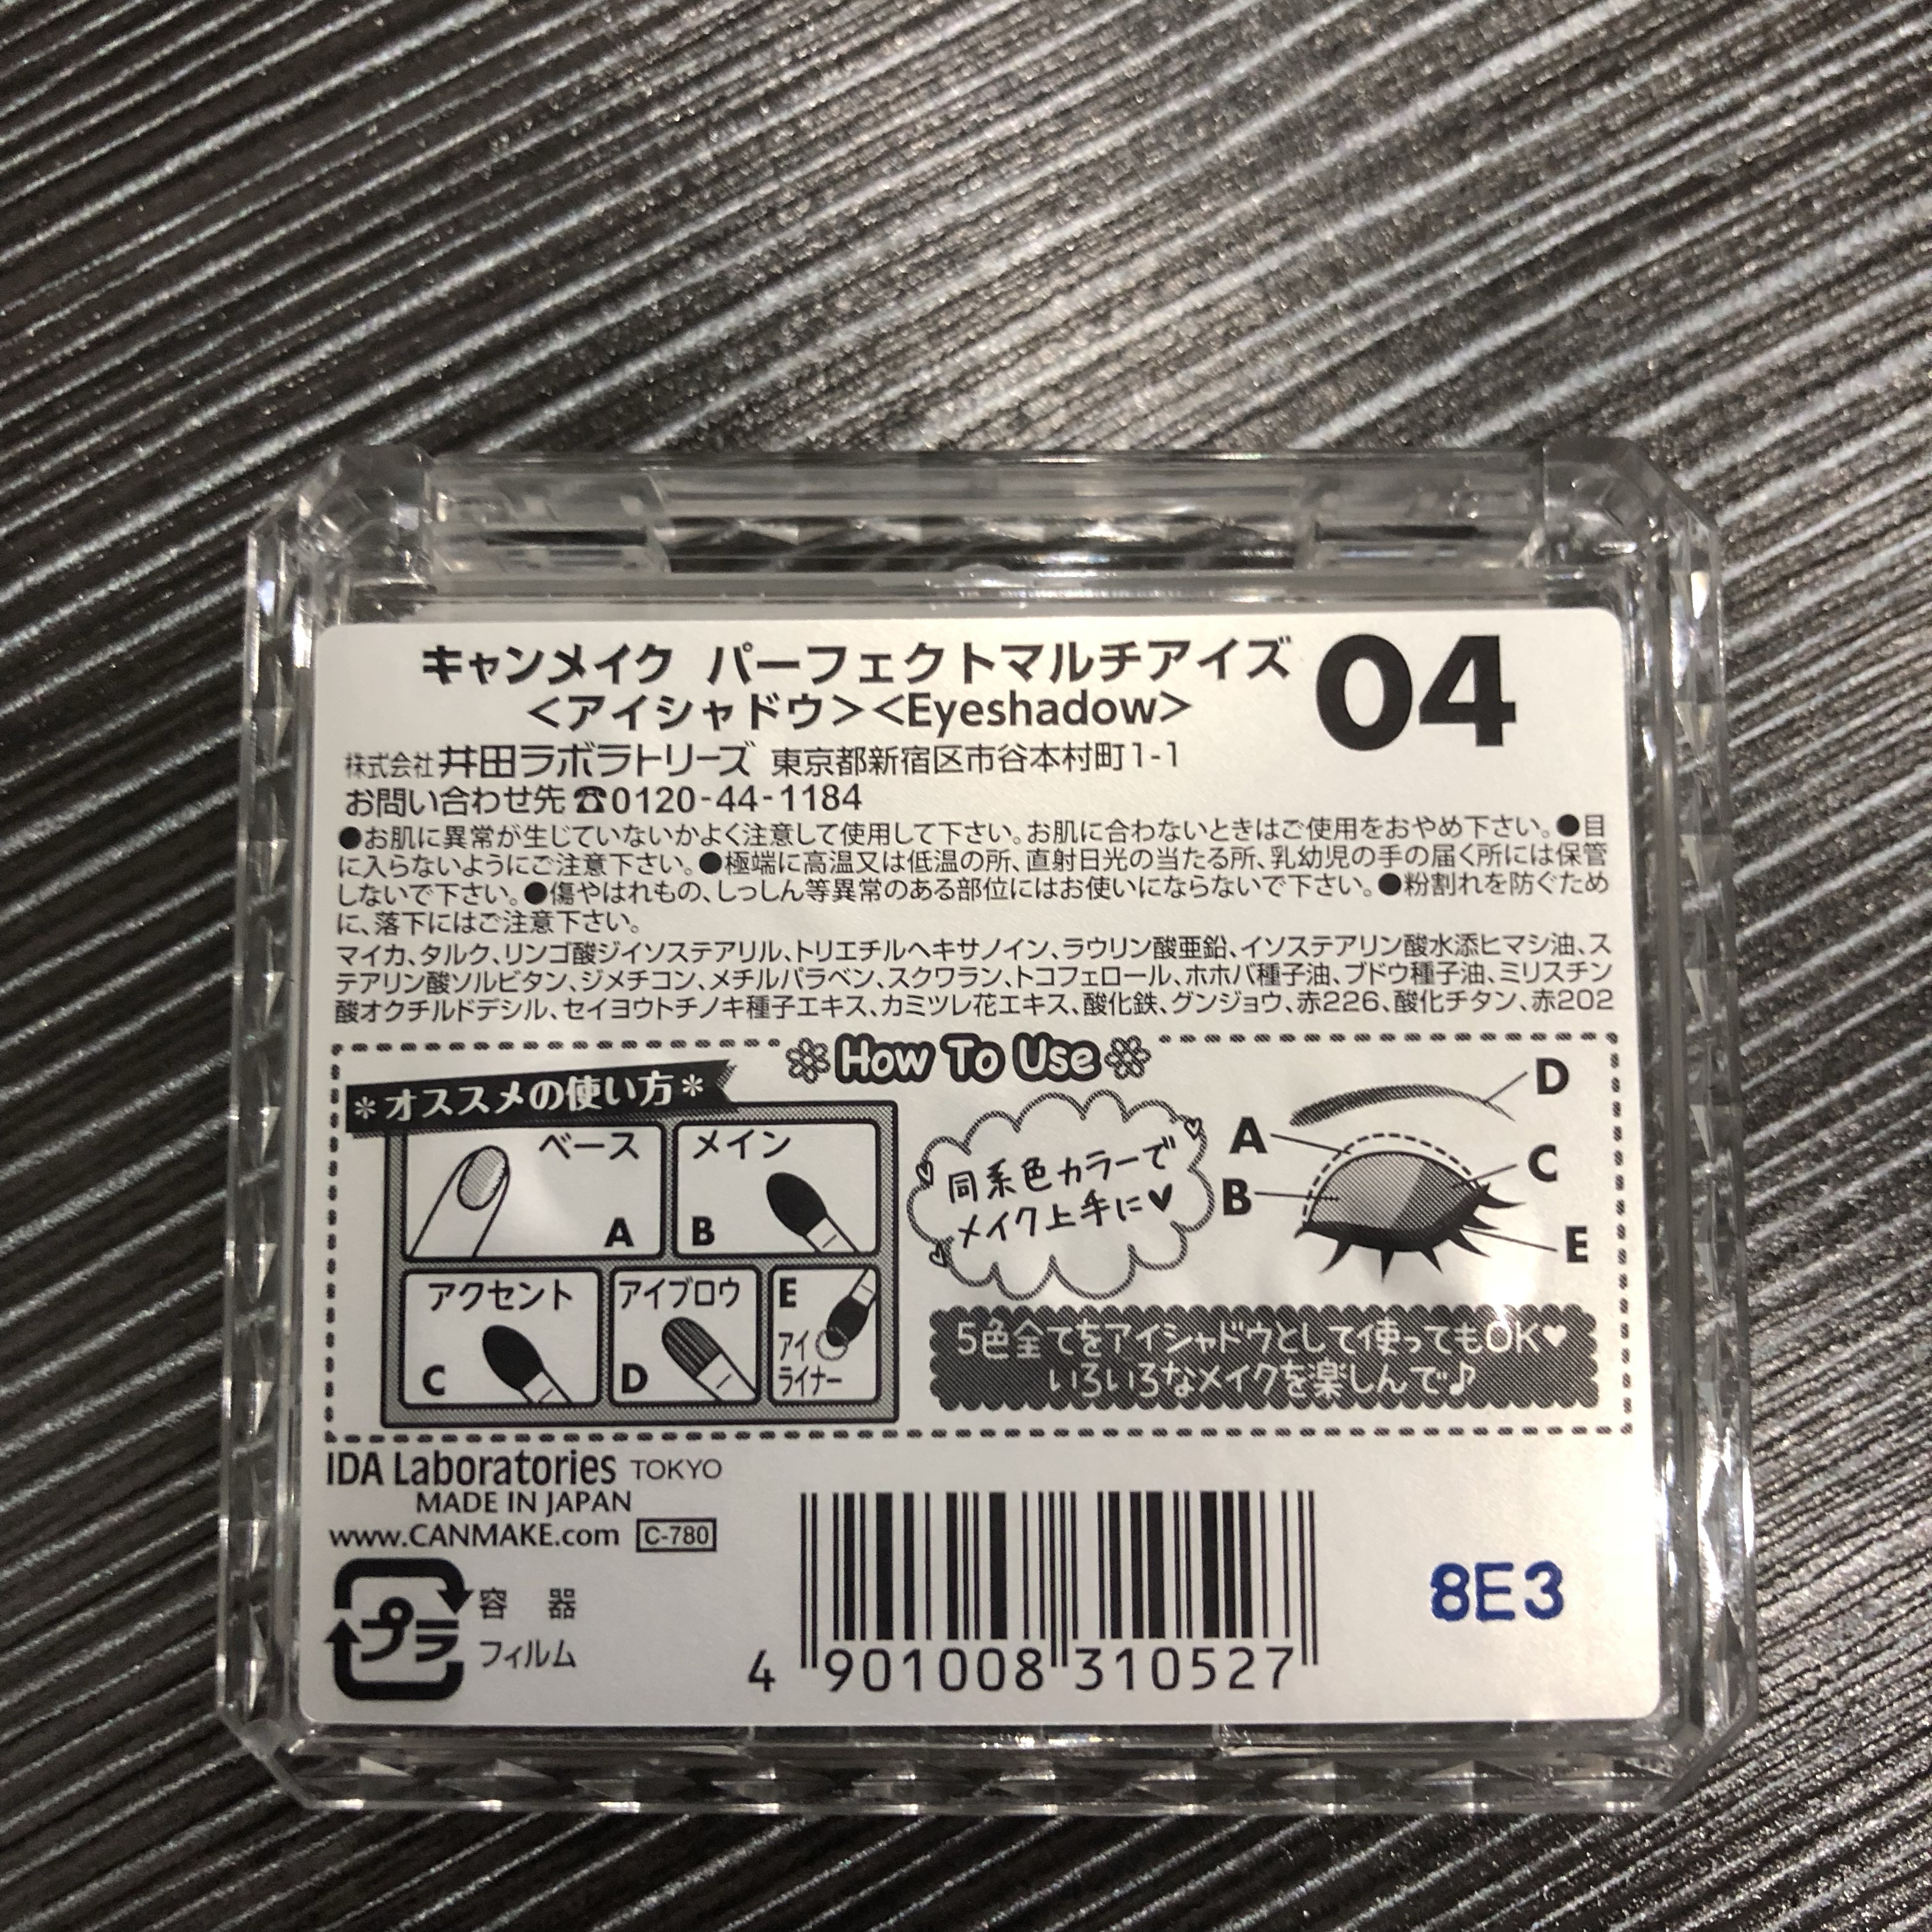 キャンメイク パーフェクトマルチアイズ 04
<アイシャドウ><Eyeshadow>
株式会社 井田ラボラトリーズ 東京都新宿区市谷本村町1-1
お問い合わせ先☎0120-44-1184
●お肌に異常が生じていないかよく注意して使用して下さい。お肌に合わないときはご使用をおやめ下さい。●目
に入らないようにご注意下さい。●極端に高温又は低温の所、直射日光の当たる所、乳幼児の手の届く所には保管
しないで下さい。●傷やはれもの、しっしん等異常のある部位にはお使いにならないで下さい。●粉割れを防ぐため
に、落下にはご注意下さい。
マイカ、タルク、リンゴ酸ジイソステアリル、トリエチルヘキサノイン、ラウリン酸亜鉛、イソステアリン酸水添ヒマシ油、ス
テアリン酸ソルビタン、ジメチコン、メチルパラベン、スクワラン、トコフェロール、ホホバ種子油、ブドウ種子油、ミリスチン
酸オクチルドデシル、セイヨウトチノキ種子エキス、カミツレ花エキス、酸化鉄、グンジョウ、赤226、酸化チタン、赤202
How To Use
*オススメの使い方*
ベース
A
メイン
B
アクセント
C
アイブロウ
D
E
アイ
ライナー
同系色カラーで
メイク上手に♥
A
B
D
C
E
5色全てをアイシャドウとして使ってもOK♥
いろいろなメイクを楽しんで♪
IDA Laboratories TOKYO
MADE IN JAPAN
www.CANMAKE.com C-780
プラ
容 器
フィルム
4 901008 310527
8E3